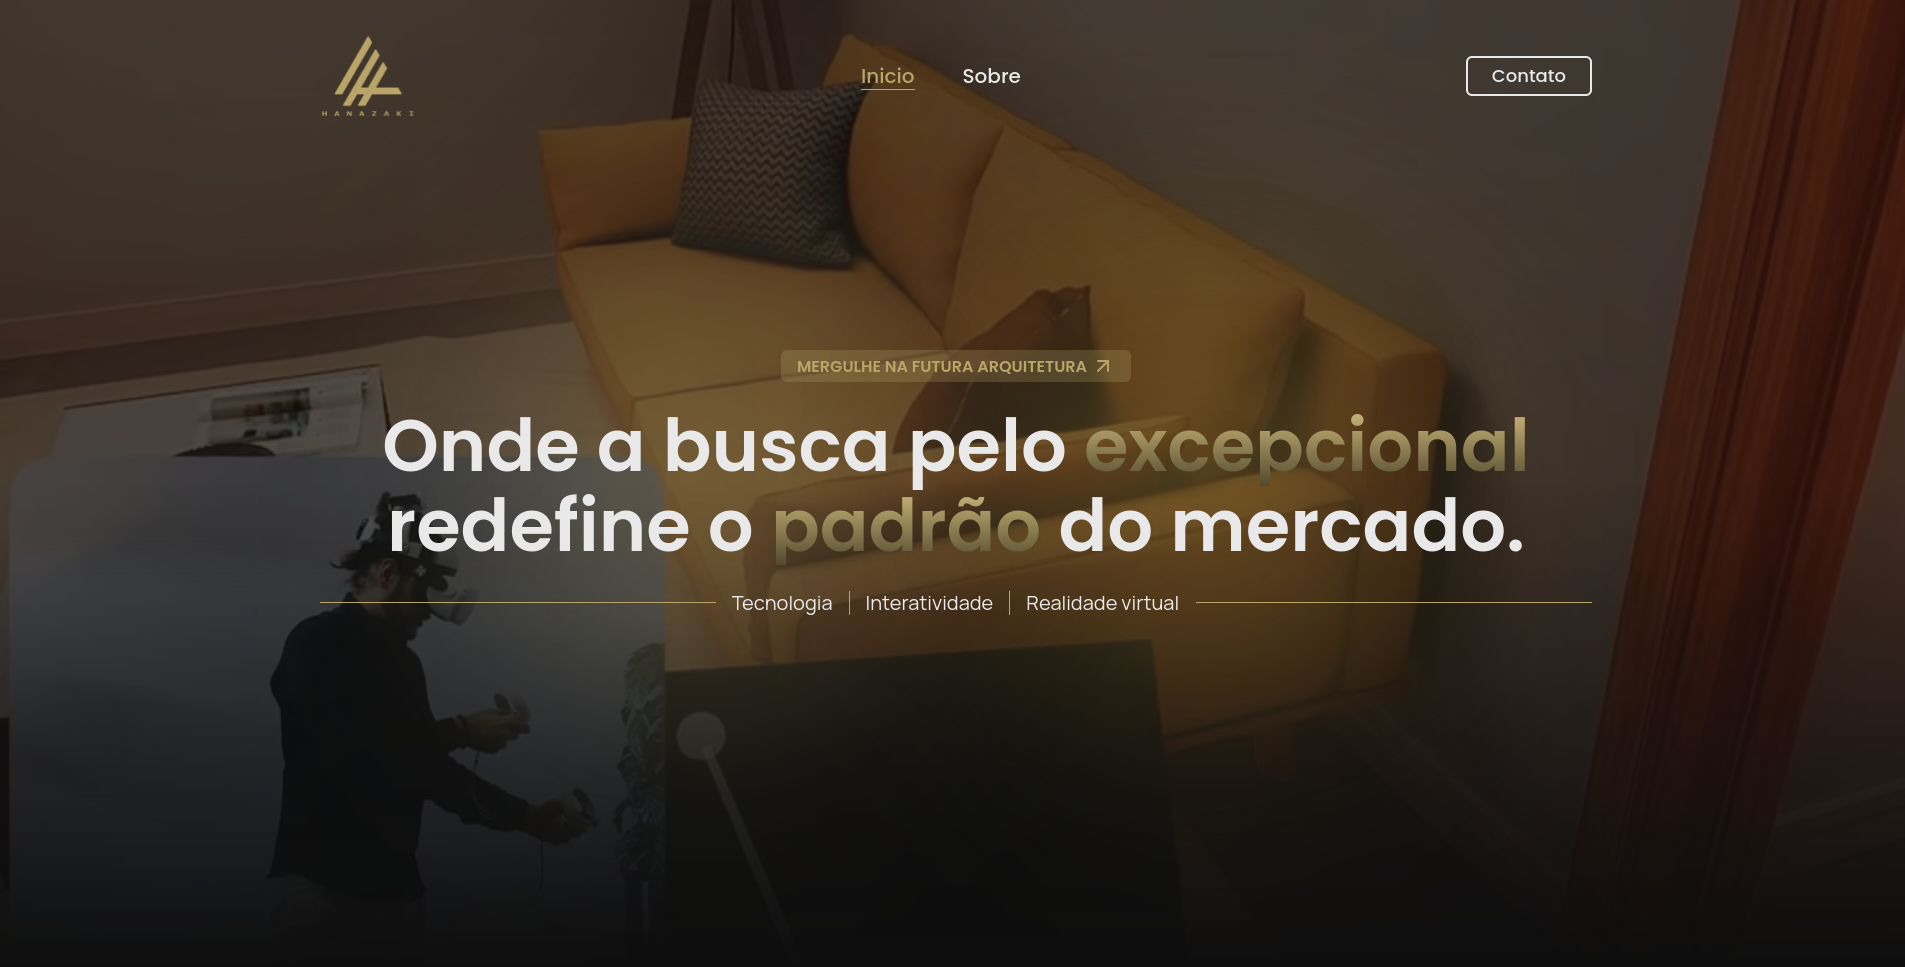 HANAZAKI
Inicio
Sobre
Contato
MERGULHE NA FUTURA ARQUITETURA
Onde a busca pelo excepcional
redefine o padrão do mercado.
Tecnologia
Interatividade
Realidade virtual